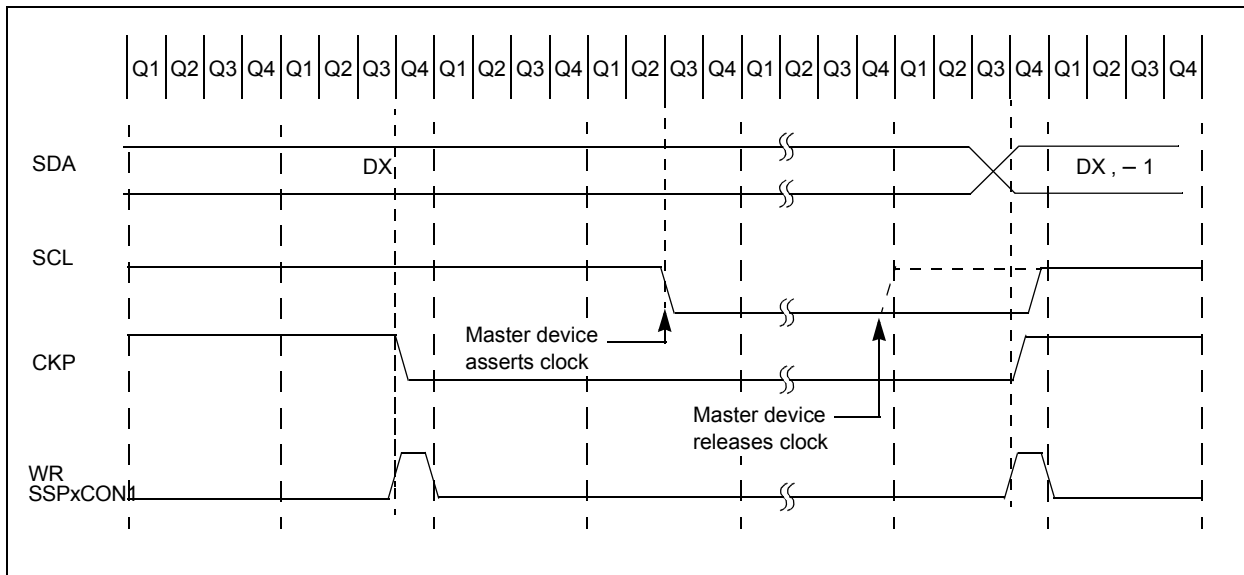 Q1 Q2 Q3 Q4 Q1 Q2 Q3 Q4 Q1 Q2 Q3 Q4 Q1 Q2 Q3 Q4 Q1 Q2 Q3 Q4 Q1 Q2 Q3 Q4 Q1 Q2 Q3 Q4
SDA
DX
DX , – 1
SCL
Master device
asserts clock
CKP
Master device
releases clock
WR
SSPxCON1